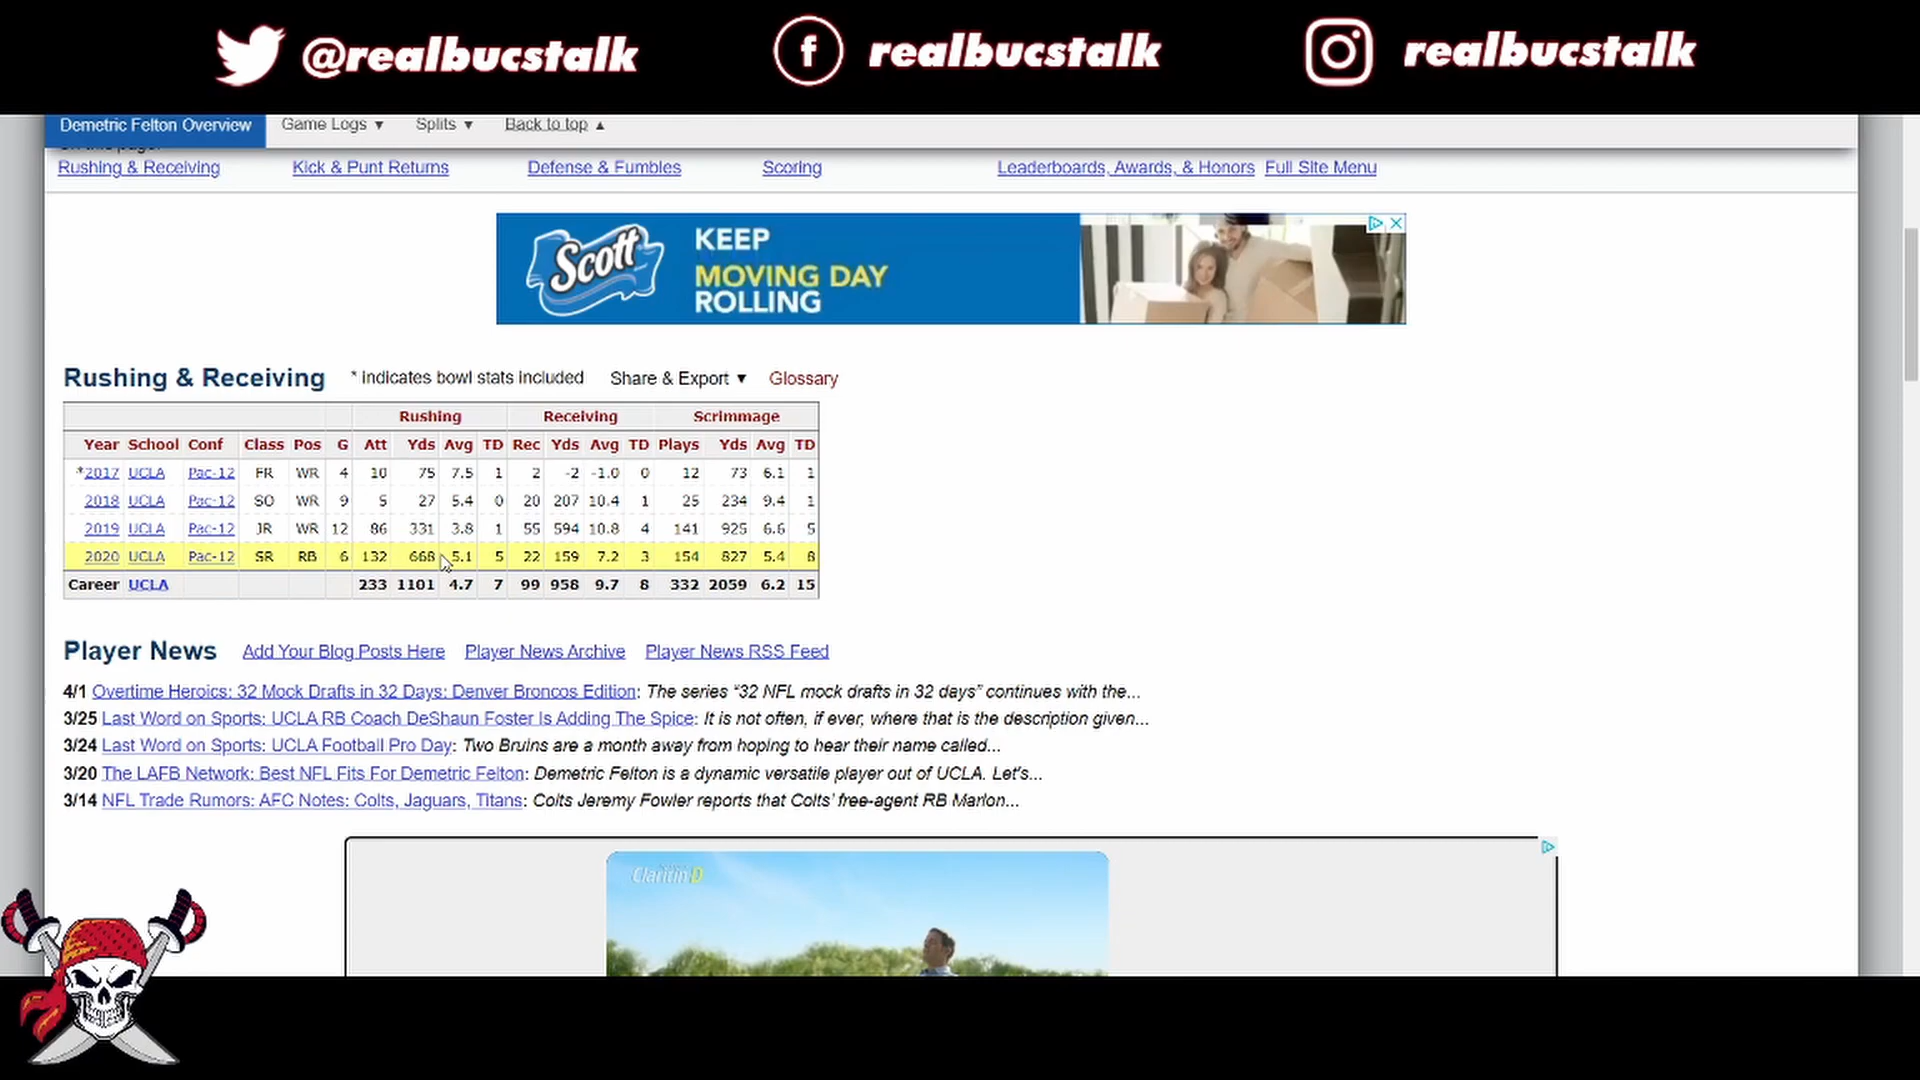 @realbucstalk realbucstalk realbucstalk
Demetric Felton Overview Game Logs ▼ Splits ▼ Back to top ▲
Rushing & Receiving Kick & Punt Returns Defense & Fumbles Scoring Leaderboards, Awards, & Honors Full Site Menu
Scott
KEEP
MOVING DAY
ROLLING
Rushing & Receiving * Indicates bowl stats included Share & Export ▼ Glossary
Rushing Receiving Scrimmage
Year School Conf Class Pos G Att Yds Avg TD Rec Yds Avg TD Plays Yds Avg TD
*2017 UCLA Pac-12 FR WR 4 10 75 7.5 1 2 -2 -1.0 0 12 73 6.1 1
2018 UCLA Pac-12 SO WR 9 5 27 5.4 0 20 207 10.4 1 25 234 9.4 1
2019 UCLA Pac-12 JR WR 12 86 331 3.8 1 55 594 10.8 4 141 925 6.6 5
2020 UCLA Pac-12 SR RB 6 132 668 5.1 5 22 159 7.2 3 154 827 5.4 8
Career UCLA 233 1101 4.7 7 99 958 9.7 8 332 2059 6.2 15
Player News Add Your Blog Posts Here Player News Archive Player News RSS Feed
4/1 Overtime Heroics: 32 Mock Drafts in 32 Days: Denver Broncos Edition: The series “32 NFL mock drafts in 32 days” continues with the...
3/25 Last Word on Sports: UCLA RB Coach DeShaun Foster Is Adding The Spice: It is not often, if ever, where that is the description given...
3/24 Last Word on Sports: UCLA Football Pro Day: Two Bruins are a month away from hoping to hear their name called...
3/20 The LAFB Network: Best NFL Fits For Demetric Felton: Demetric Felton is a dynamic versatile player out of UCLA. Let's...
3/14 NFL Trade Rumors: AFC Notes: Colts, Jaguars, Titans: Colts Jeremy Fowler reports that Colts' free-agent RB Marlon...
Claritin D